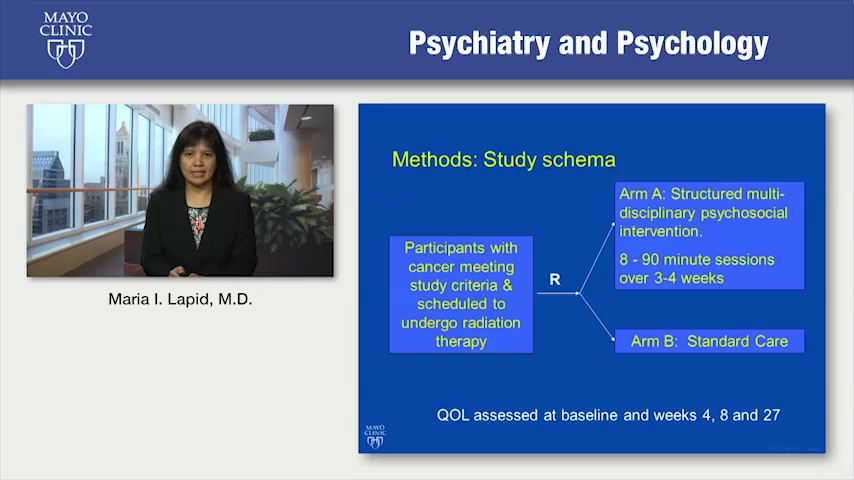 MAYO
CLINIC
Psychiatry and Psychology
Maria I. Lapid, M.D.
Methods: Study schema
Participants with
cancer meeting
study criteria &
scheduled to
undergo radiation
therapy
R
Arm A: Structured multi-
disciplinary psychosocial
intervention.
8 - 90 minute sessions
over 3-4 weeks
Arm B: Standard Care
QOL assessed at baseline and weeks 4, 8 and 27
MAYO
CLINIC